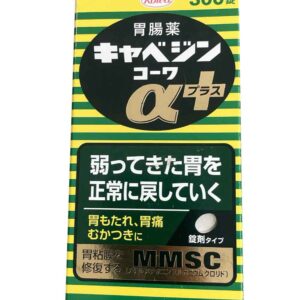 Kowa
300錠
胃腸薬
キャベジン
コーワ
α+
プラス
弱ってきた胃を
正常に戻していく
胃もたれ、胃痛
むかつきに
錠剤タイプ
胃粘膜を
修復する
MMSC